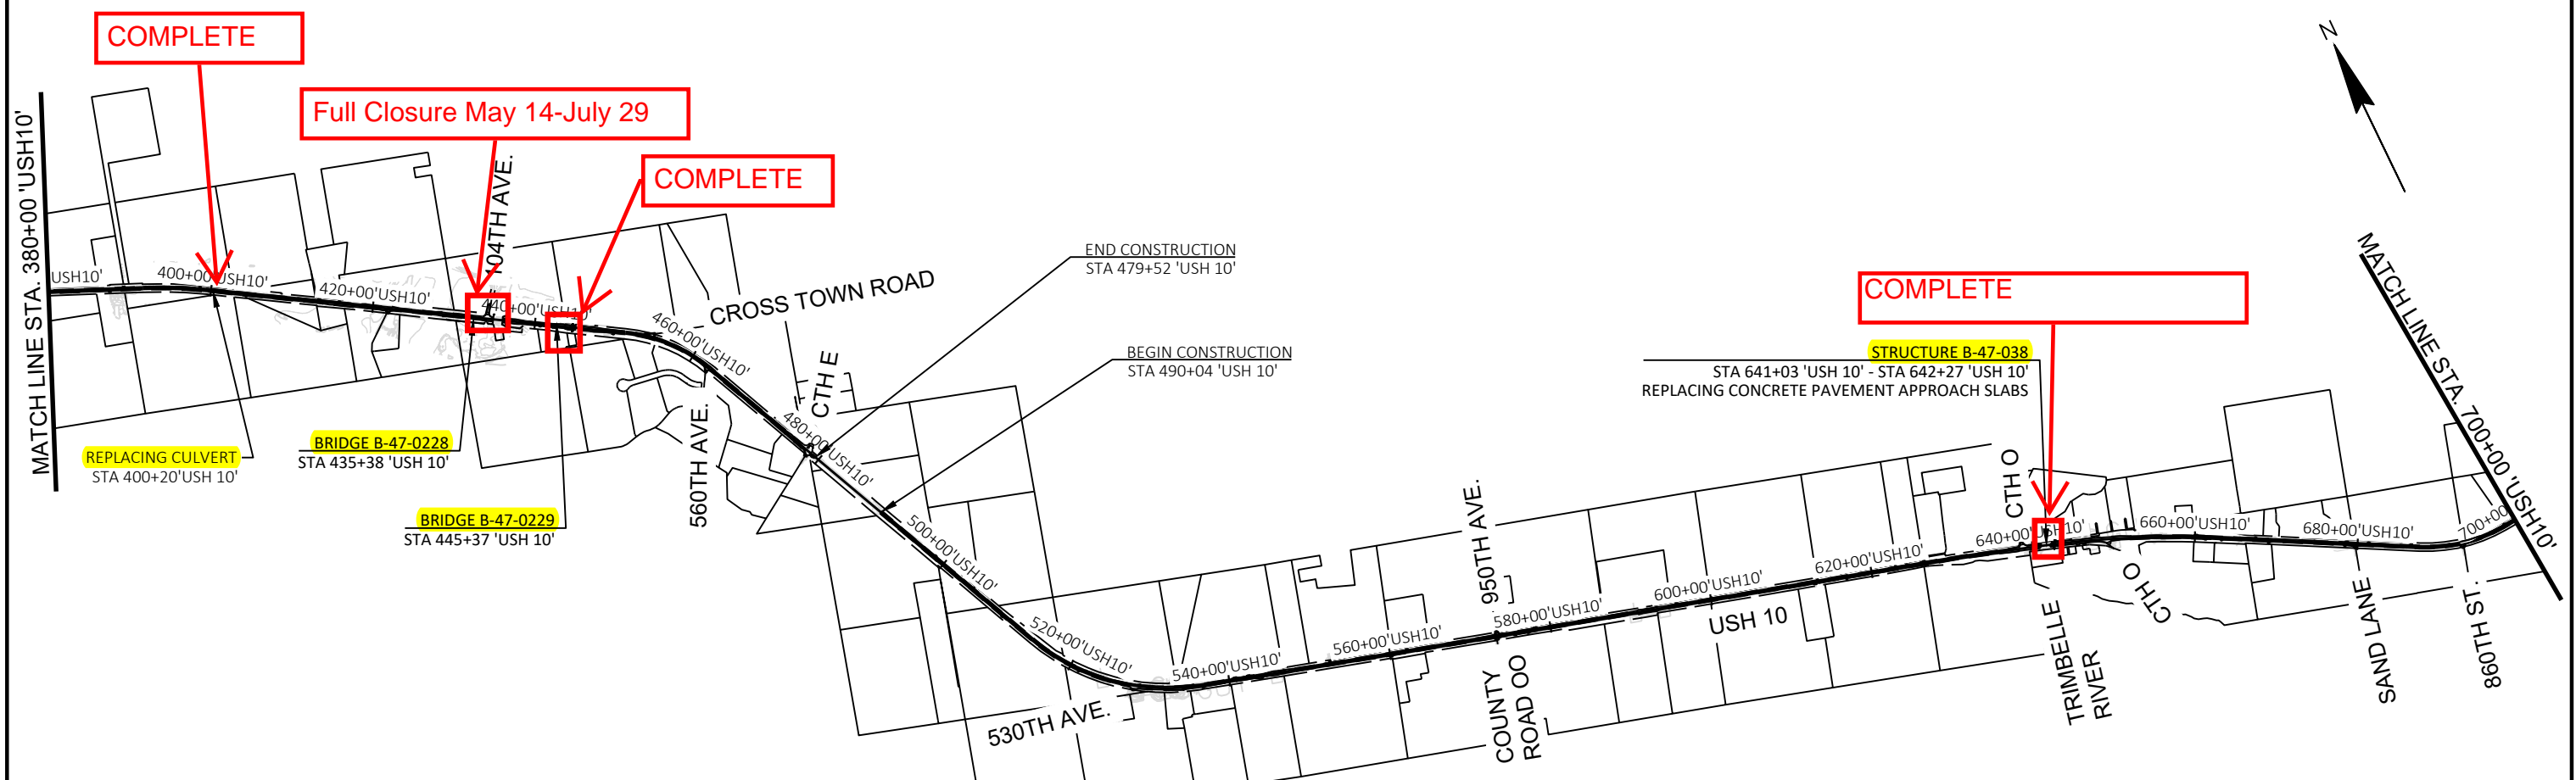 COMPLETE
Full Closure May 14-July 29
COMPLETE
COMPLETE
N
MATCH LINE STA. 380+00 'USH10'
USH10'
400+00'USH10'
420+00'USH10'
440+00'USH10'
460+00'USH10'
480+00'USH10'
500+00'USH10'
520+00'USH10'
540+00'USH10'
560+00'USH10'
580+00'USH10'
600+00'USH10'
620+00'USH10'
640+00'USH10'
660+00'USH10'
680+00'USH10'
700+00
MATCH LINE STA. 700+00 'USH10'
1104TH AVE.
CROSS TOWN ROAD
CTH E
560TH AVE.
END CONSTRUCTION
STA 479+52 'USH 10'
BEGIN CONSTRUCTION
STA 490+04 'USH 10'
REPLACING CULVERT
STA 400+20'USH 10'
BRIDGE B-47-0228
STA 435+38 'USH 10'
BRIDGE B-47-0229
STA 445+37 'USH 10'
STRUCTURE B-47-038
STA 641+03 'USH 10' - STA 642+27 'USH 10'
REPLACING CONCRETE PAVEMENT APPROACH SLABS
530TH AVE.
950TH AVE.
COUNTY
ROAD OO
USH 10
CTH O
TRIMBELLE
RIVER
CTH O
SAND LANE
860TH ST.